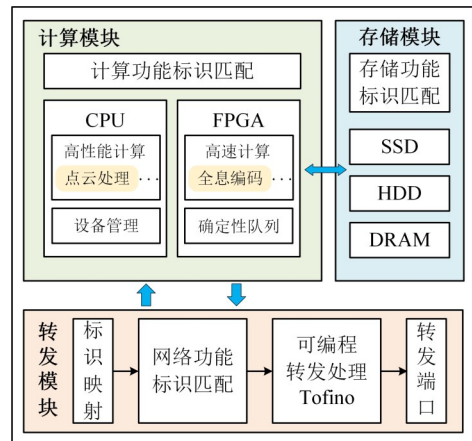 计算模块
计算功能标识匹配
CPU
高性能计算
点云处理···
设备管理
FPGA
高速计算
全息编码···
确定性队列
存储模块
存储功能
标识匹配
SSD
HDD
DRAM
转发模块
标识映射
网络功能
标识匹配
可编程
转发处理
Tofino
转发端口